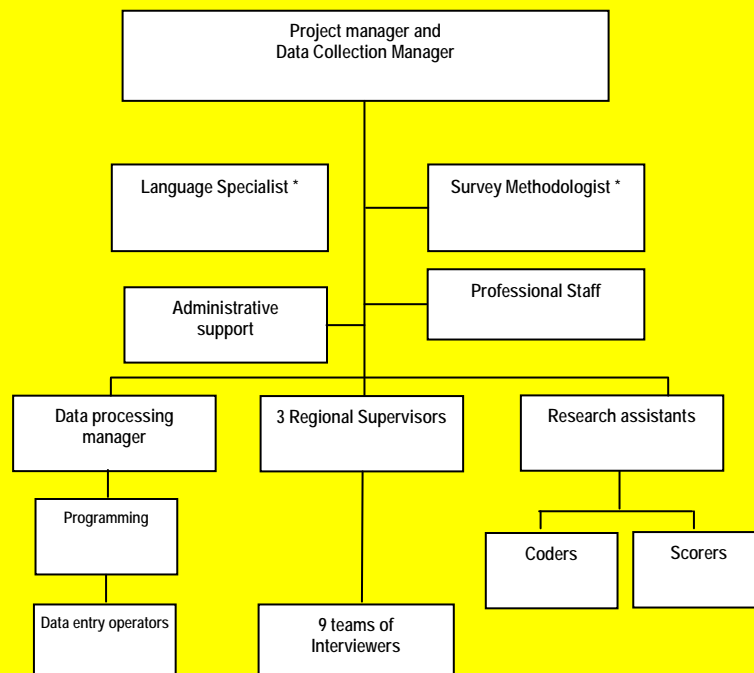 Project manager and
Data Collection Manager
Language Specialist *
Survey Methodologist *
Administrative
support
Professional Staff
Data processing
manager
3 Regional Supervisors
Research assistants
Programming
Coders
Scorers
Data entry operators
9 teams of
Interviewers